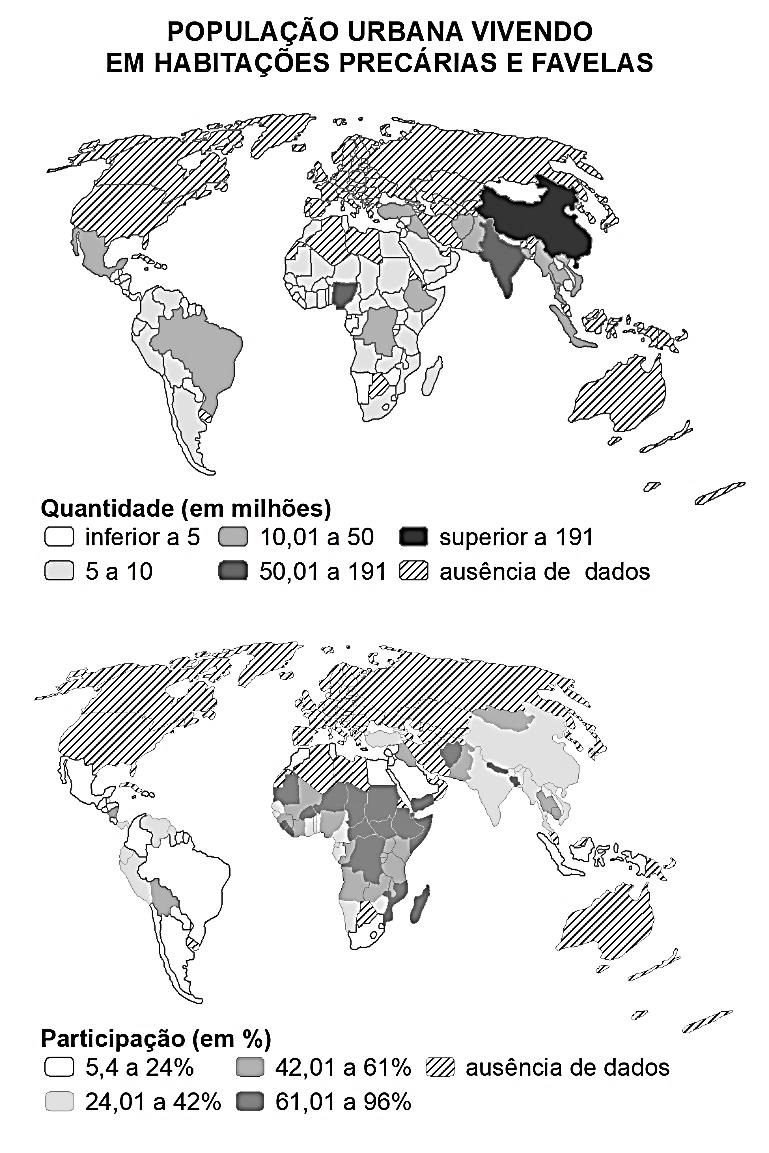 POPULAÇÃO URBANA VIVENDO
EM HABITAÇÕES PRECÁRIAS E FAVELAS
Quantidade (em milhões)
inferior a 5
10,01 a 50
superior a 191
5 a 10
50,01 a 191
ausência de dados
Participação (em %)
5,4 a 24%
42,01 a 61%
ausência de dados
24,01 a 42%
61,01 a 96%